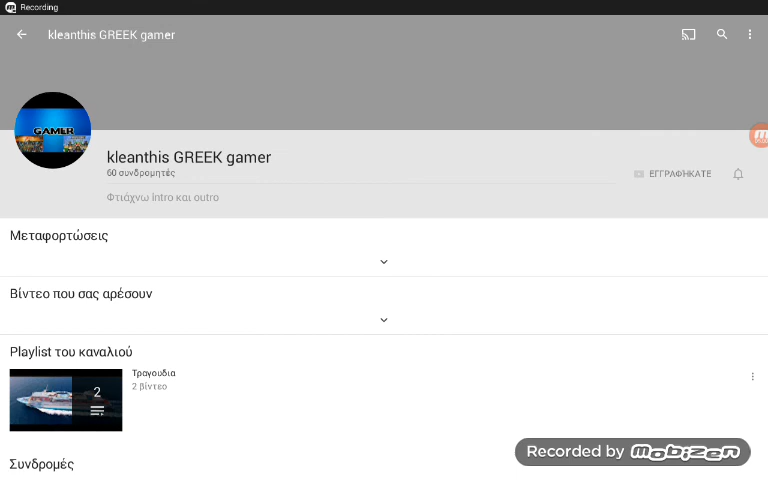 Recording
kleanthis GREEK gamer
GAMER
kleanthis GREEK gamer
60 συνδρομητές
ΕΓΓΡΑΦΉΚΑΤΕ
Φτιάχνω intro και outro
Μεταφορτώσεις
Βίντεο που σας αρέσουν
Playlist του καναλιού
Τραγουδια
2 βίντεο
2
Recorded by mobizen
Συνδρομές